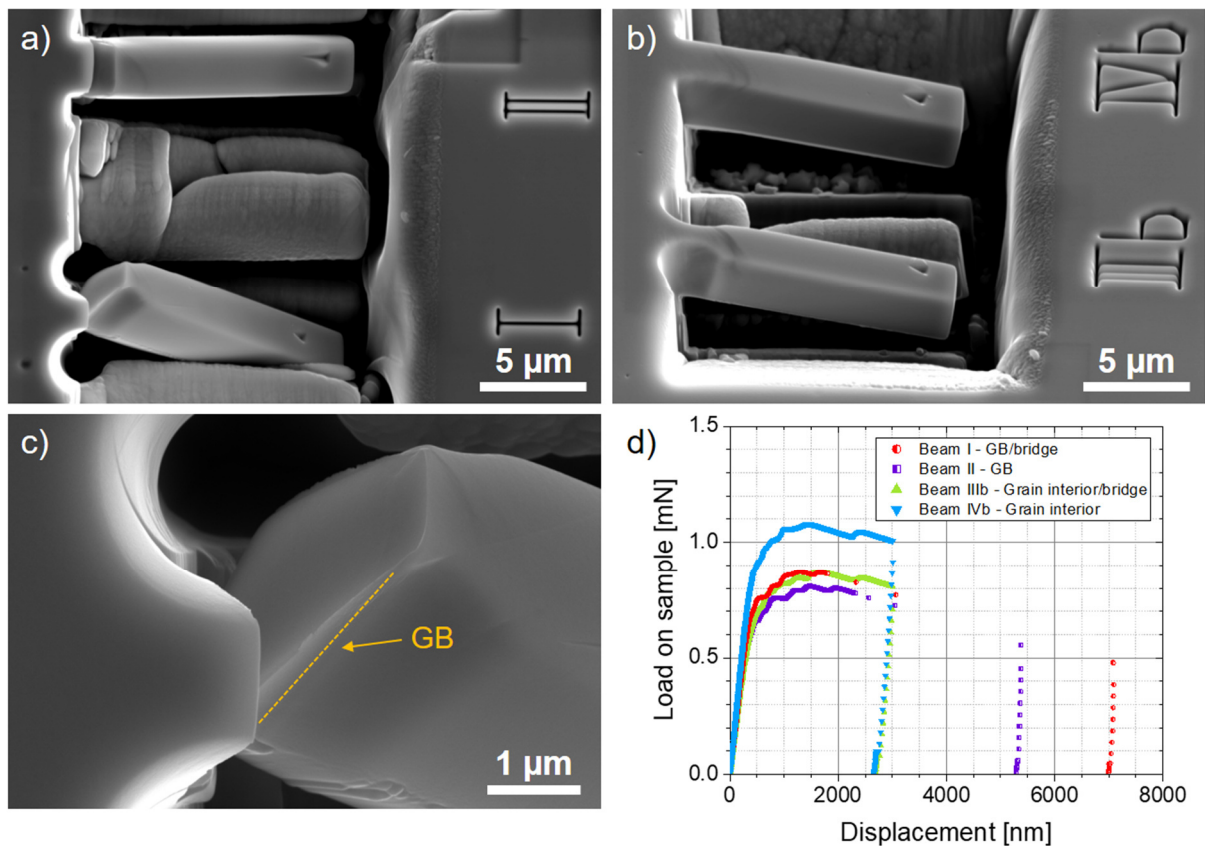 a)
II
I
5 µm
b)
IVb
IIb
5 µm
c)
GB
1 µm
d)
1.5
1.0
0.5
0.0
Load on sample [mN]
Beam I - GB/bridge
Beam II - GB
Beam IIIb - Grain interior/bridge
Beam IVb - Grain interior
0
2000
4000
6000
8000
Displacement [nm]